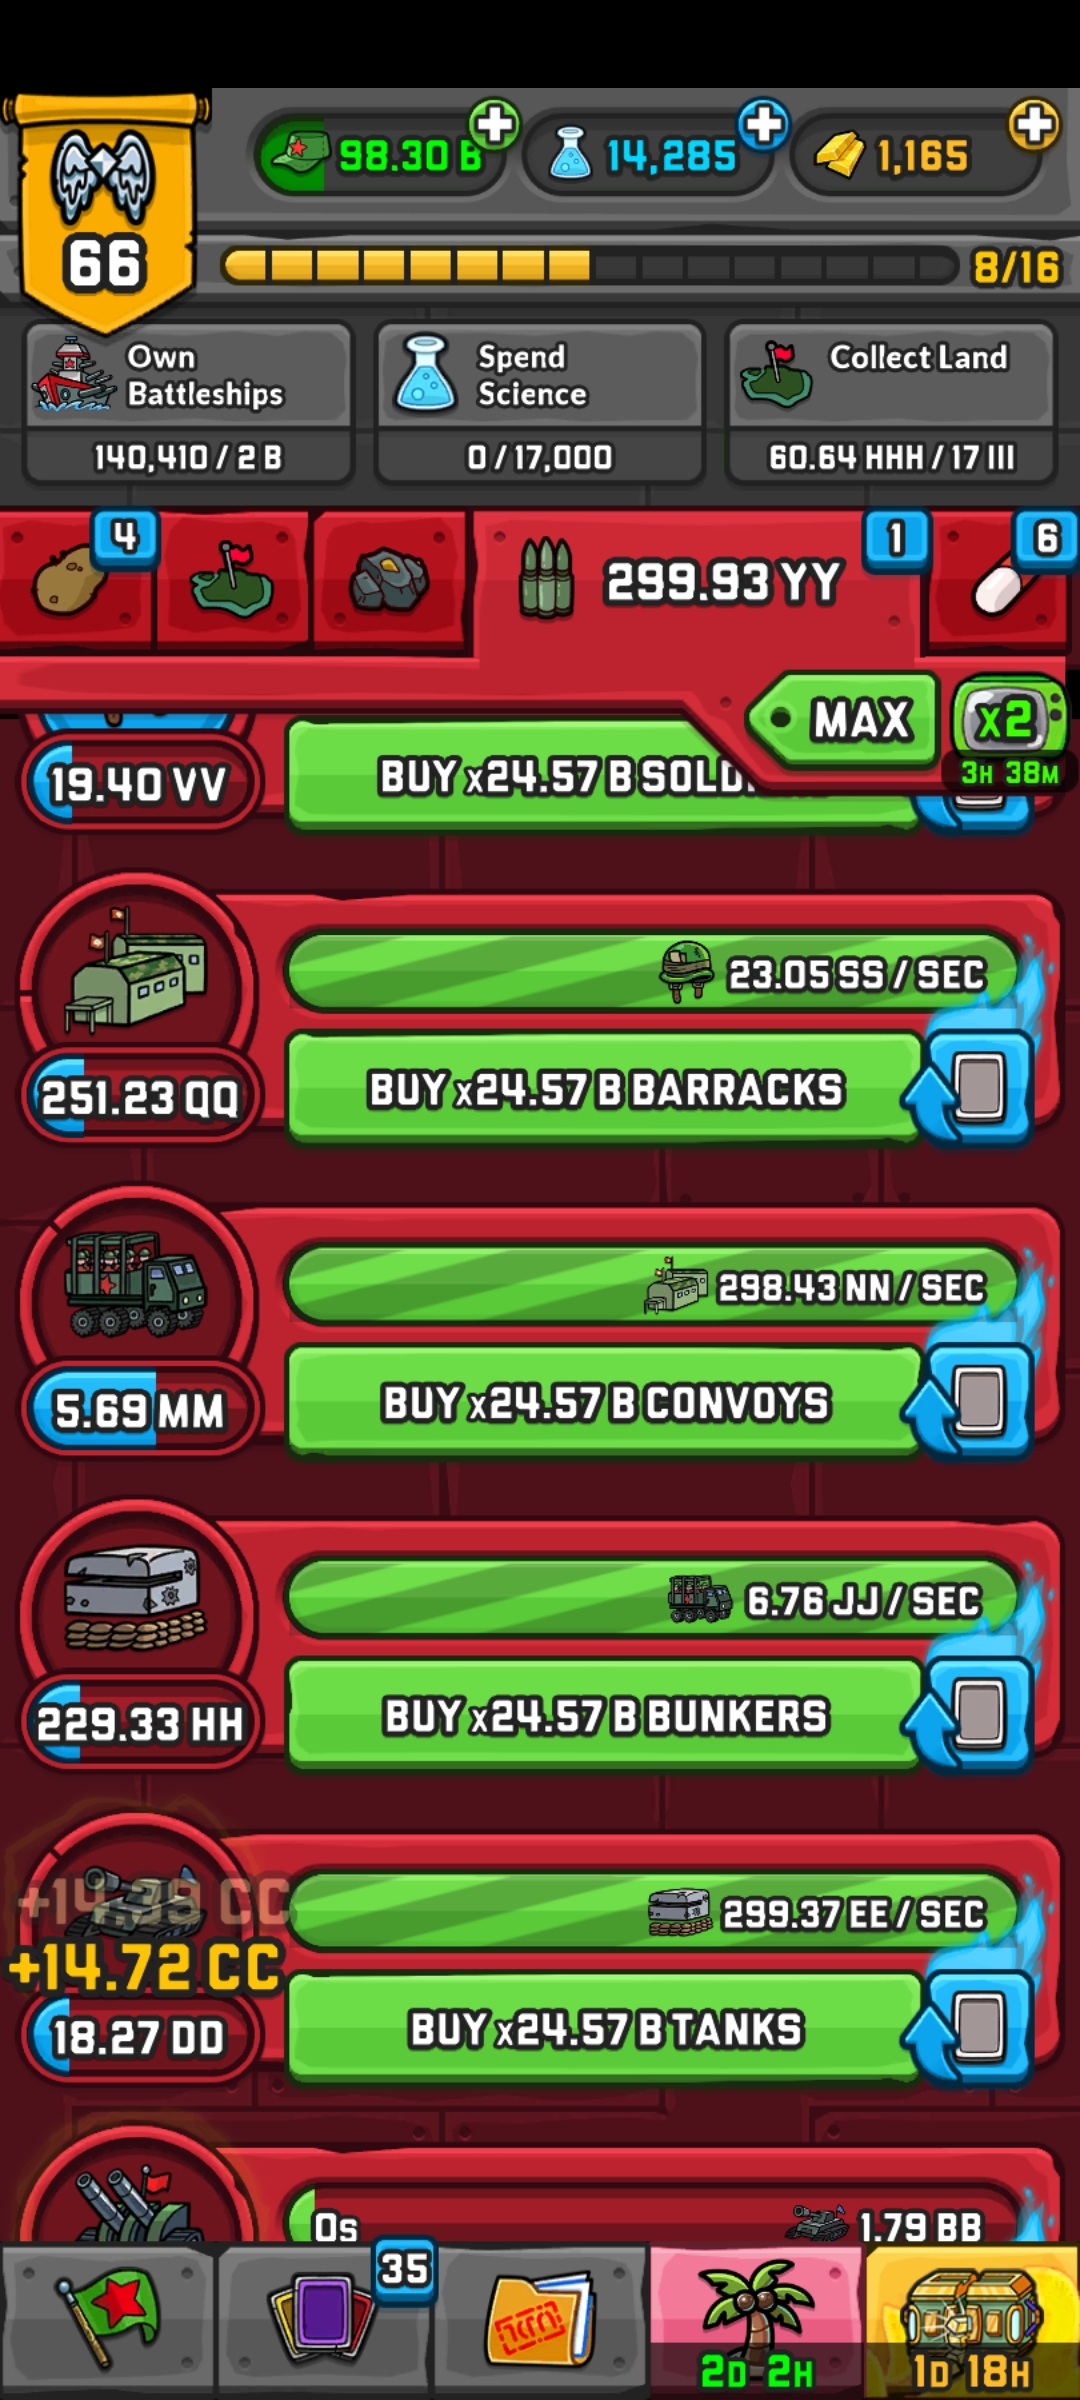 98.30 B
14,285
1,165
66
8/16
Own
Battleships
140,410 / 2 B
Spend
Science
0 / 17,000
Collect Land
60.64 HHH / 17 III
4
299.93 YY
1
6
MAX
x2
3H 38M
19.40 VV
BUY x24.57 B
23.05 SS / SEC
251.23 QQ
BUY x24.57 B BARRACKS
298.43 NN / SEC
5.69 MM
BUY x24.57 B CONVOYS
6.76 JJ / SEC
229.33 HH
BUY x24.57 B BUNKERS
+14.72 CC
299.37 EE / SEC
18.27 DD
BUY x24.57 B TANKS
0s
1.79 BB
35
2D 2H
1D 18H